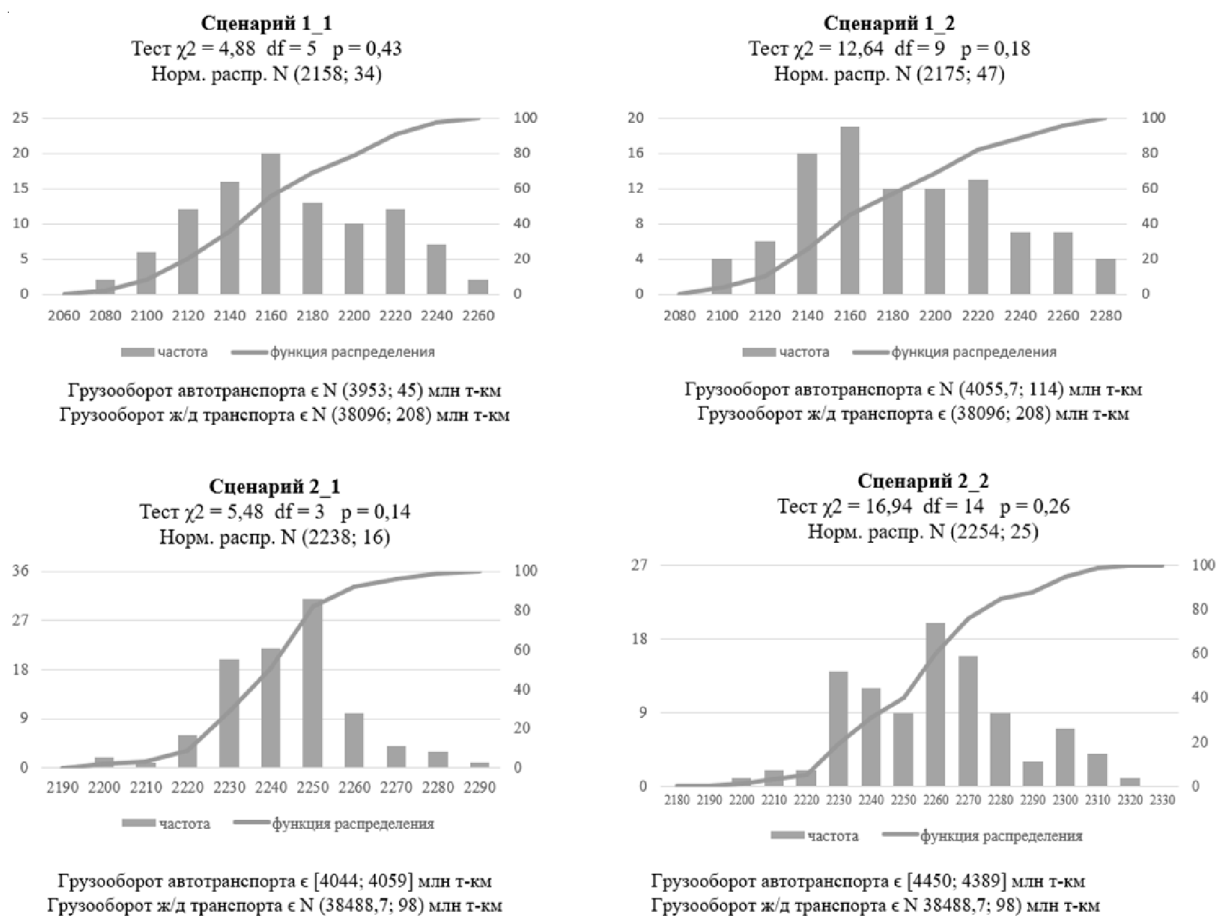 Сценарий 1_1
Тест χ2 = 4,88 df = 5 p = 0,43
Норм. распр. N (2158; 34)
25 20 15 10 5 0
100 80 60 40 20 0
2060 2080 2100 2120 2140 2160 2180 2200 2220 2240 2260
частота функция распределения
Грузооборот автотранспорта є N (3953; 45) млн т-км
Грузооборот ж/д транспорта є N (38096; 208) млн т-км
Сценарий 1_2
Тест χ2 = 12,64 df = 9 p = 0,18
Норм. распр. N (2175; 47)
20 16 12 8 4 0
100 80 60 40 20 0
2080 2100 2120 2140 2160 2180 2200 2220 2240 2260 2280
частота функция распределения
Грузооборот автотранспорта є N (4055,7; 114) млн т-км
Грузооборот ж/д транспорта є (38096; 208) млн т-км
Сценарий 2_1
Тест χ2 = 5,48 df = 3 p = 0,14
Норм. распр. N (2238; 16)
36 27 18 9 0
100 80 60 40 20 0
2190 2200 2210 2220 2230 2240 2250 2260 2270 2280 2290
частота функция распределения
Грузооборот автотранспорта є [4044; 4059] млн т-км
Грузооборот ж/д транспорта є N (38488,7; 98) млн т-км
Сценарий 2_2
Тест χ2 = 16,94 df = 14 p = 0,26
Норм. распр. N (2254; 25)
27 18 9 0
100 80 60 40 20 0
2180 2190 2200 2210 2220 2230 2240 2250 2260 2270 2280 2290 2300 2310 2320 2330
частота функция распределения
Грузооборот автотранспорта є [4450; 4389] млн т-км
Грузооборот ж/д транспорта є N 38488,7; 98) млн т-км